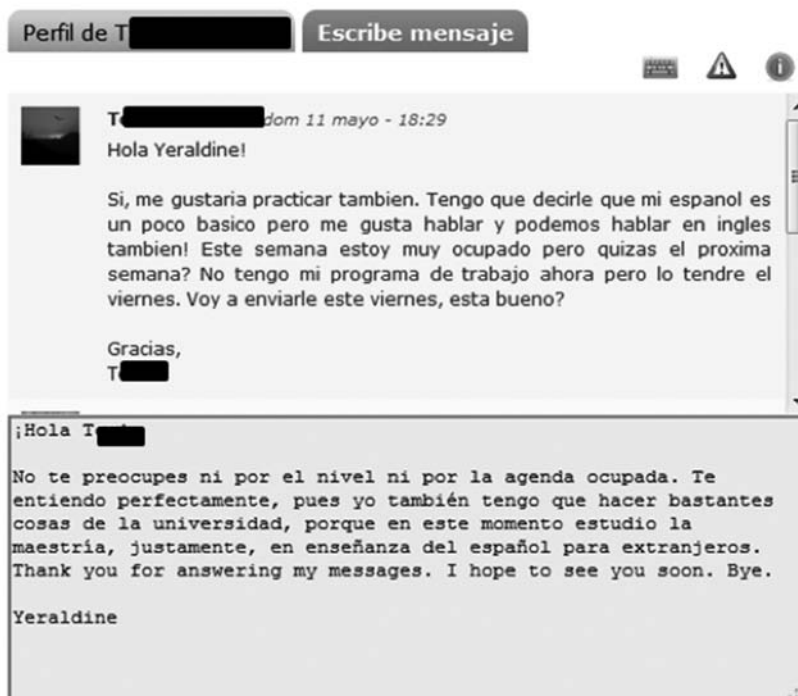 Perfil de T
Escribe mensaje
T dom 11 mayo - 18:29
Hola Yeraldine!
Si, me gustaria practicar tambien. Tengo que decirle que mi espanol es
un poco basico pero me gusta hablar y podemos hablar en ingles
tambien! Este semana estoy muy ocupado pero quizas el proxima
semana? No tengo mi programa de trabajo ahora pero lo tendre el
viernes. Voy a enviarle este viernes, esta bueno?
Gracias,
T
¡Hola T
No te preocupes ni por el nivel ni por la agenda ocupada. Te
entiendo perfectamente, pues yo también tengo que hacer bastantes
cosas de la universidad, porque en este momento estudio la
maestría, justamente, en enseñanza del español para extranjeros.
Thank you for answering my messages. I hope to see you soon. Bye.
Yeraldine